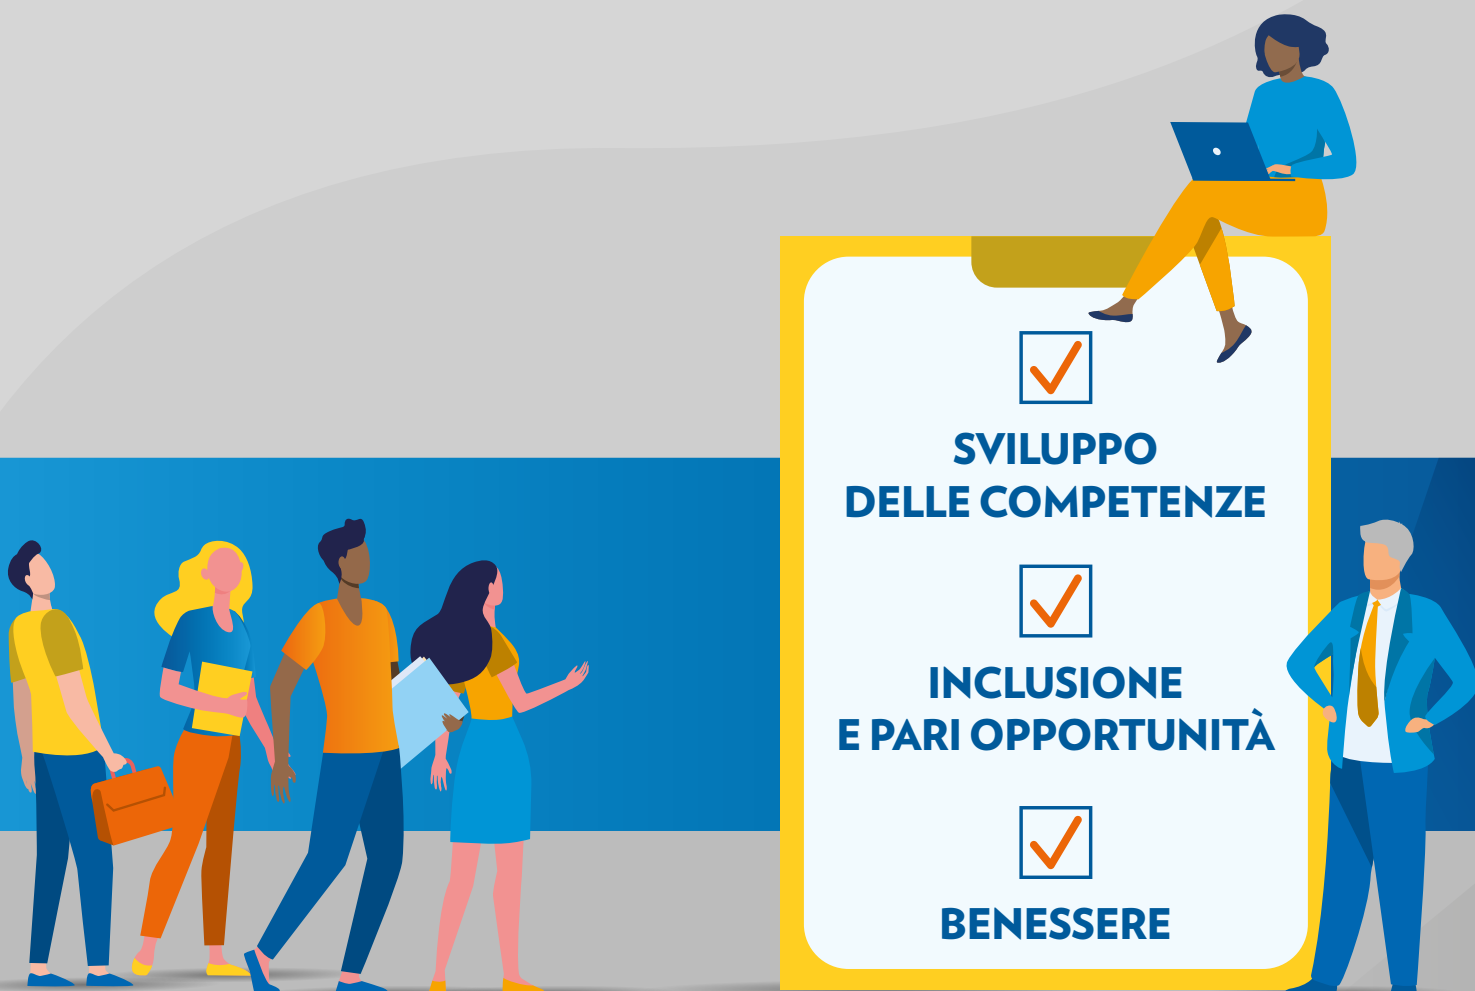 SVILUPPO
DELLE COMPETENZE
INCLUSIONE
E PARI OPPORTUNITÀ
BENESSERE